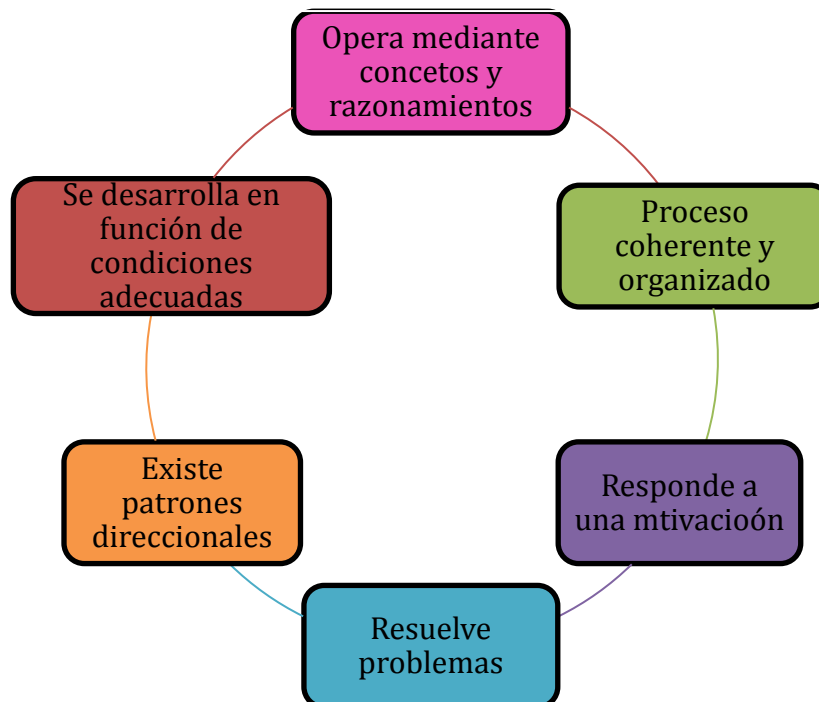 Opera mediante
concetos y
razonamientos
Proceso
coherente y
organizado
Responde a
una mtivacioón
Resuelve
problemas
Existe
patrones
direccionales
Se desarrolla en
función de
condiciones
adecuadas